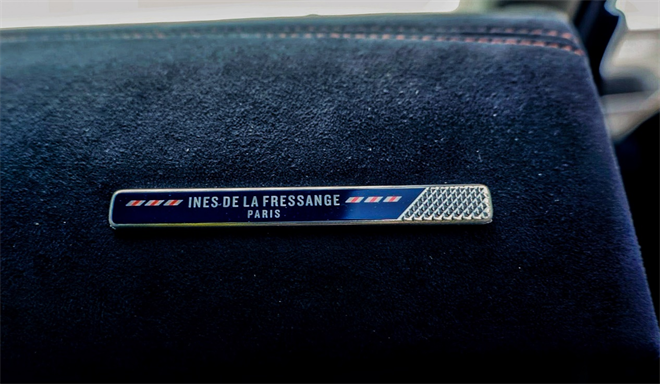 INES DE LA FRESSANGE
PARIS